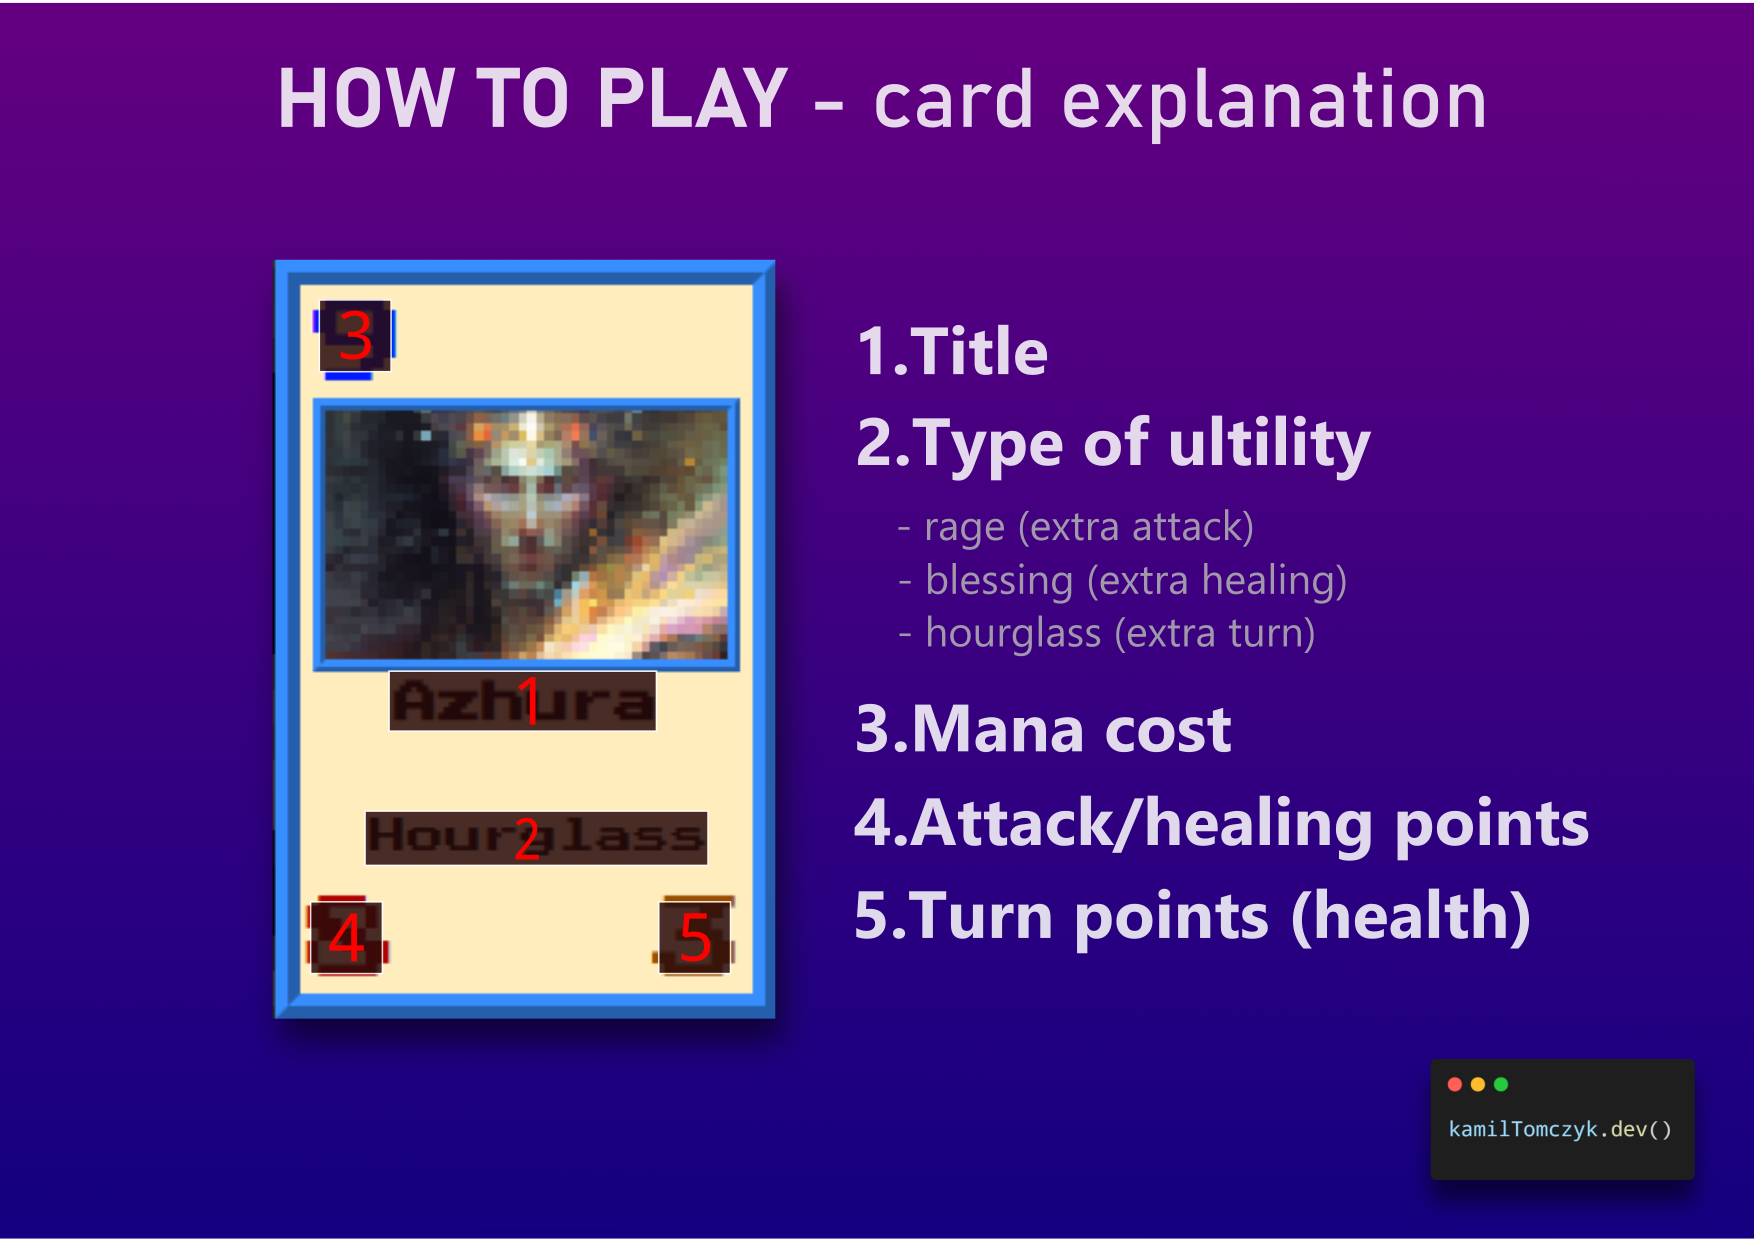 HOW TO PLAY - card explanation
3
Azhura
1
Hourglass
2
4
5
1.Title
2.Type of ultility
- rage (extra attack)
- blessing (extra healing)
- hourglass (extra turn)
3.Mana cost
4.Attack/healing points
5.Turn points (health)
kamilTomczyk.dev()